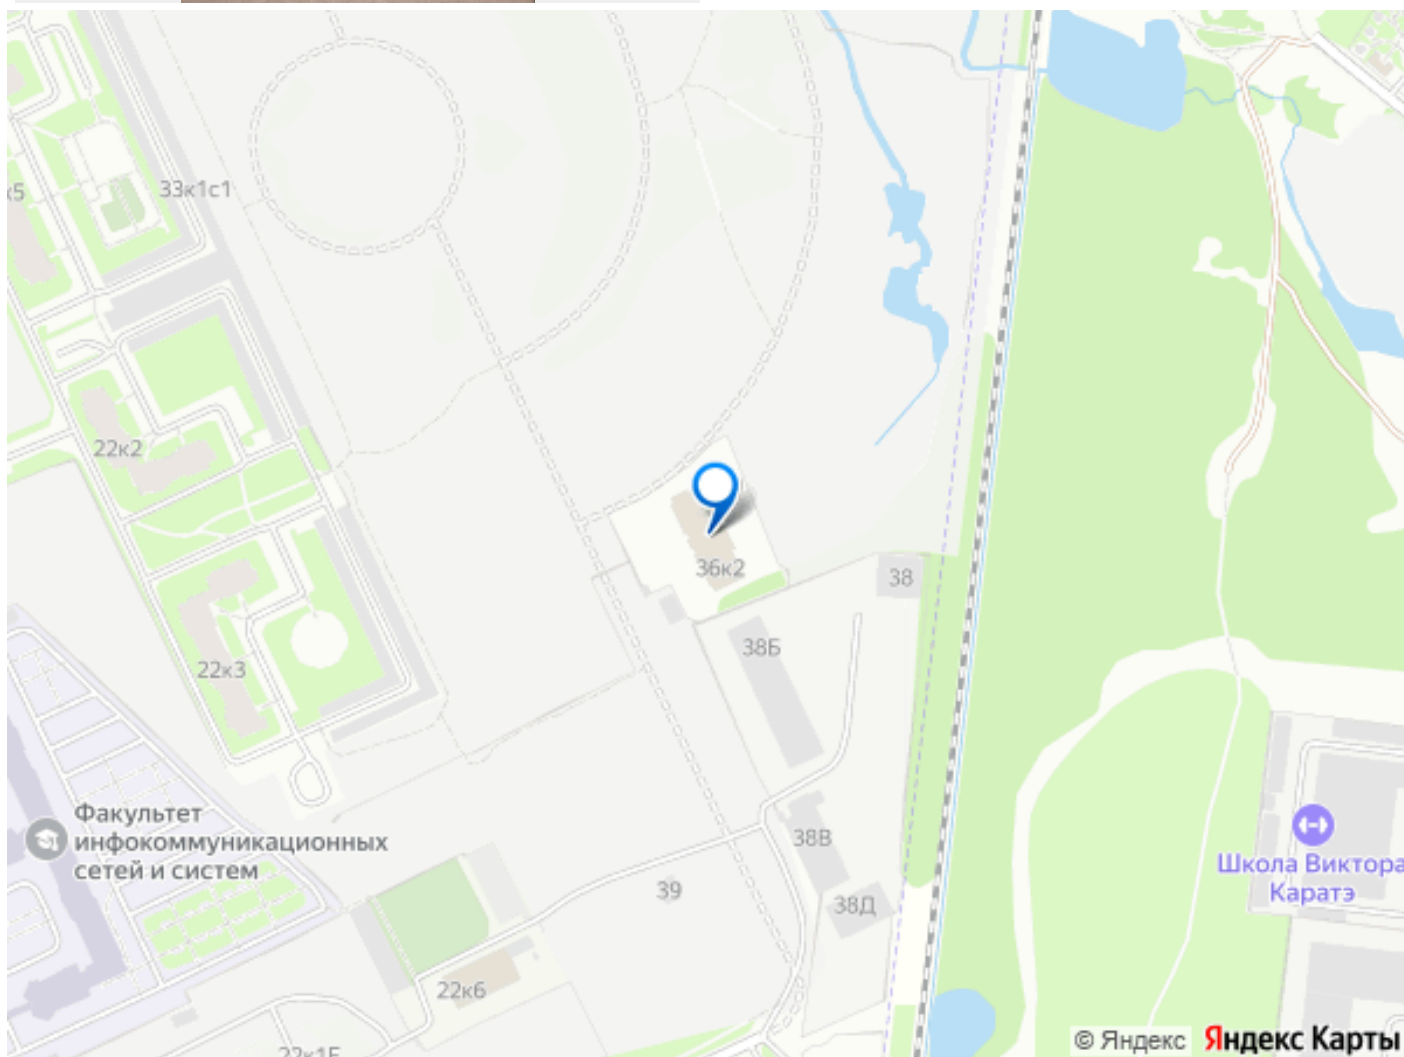 33к1с1
к5
22к2
36к2
38
38Б
22к3
Факультет
инфокоммуникационных
сетей и систем
38В
Школа Виктора
Каратэ
39
38Д
22к6
© Яндекс Яндекс Карты